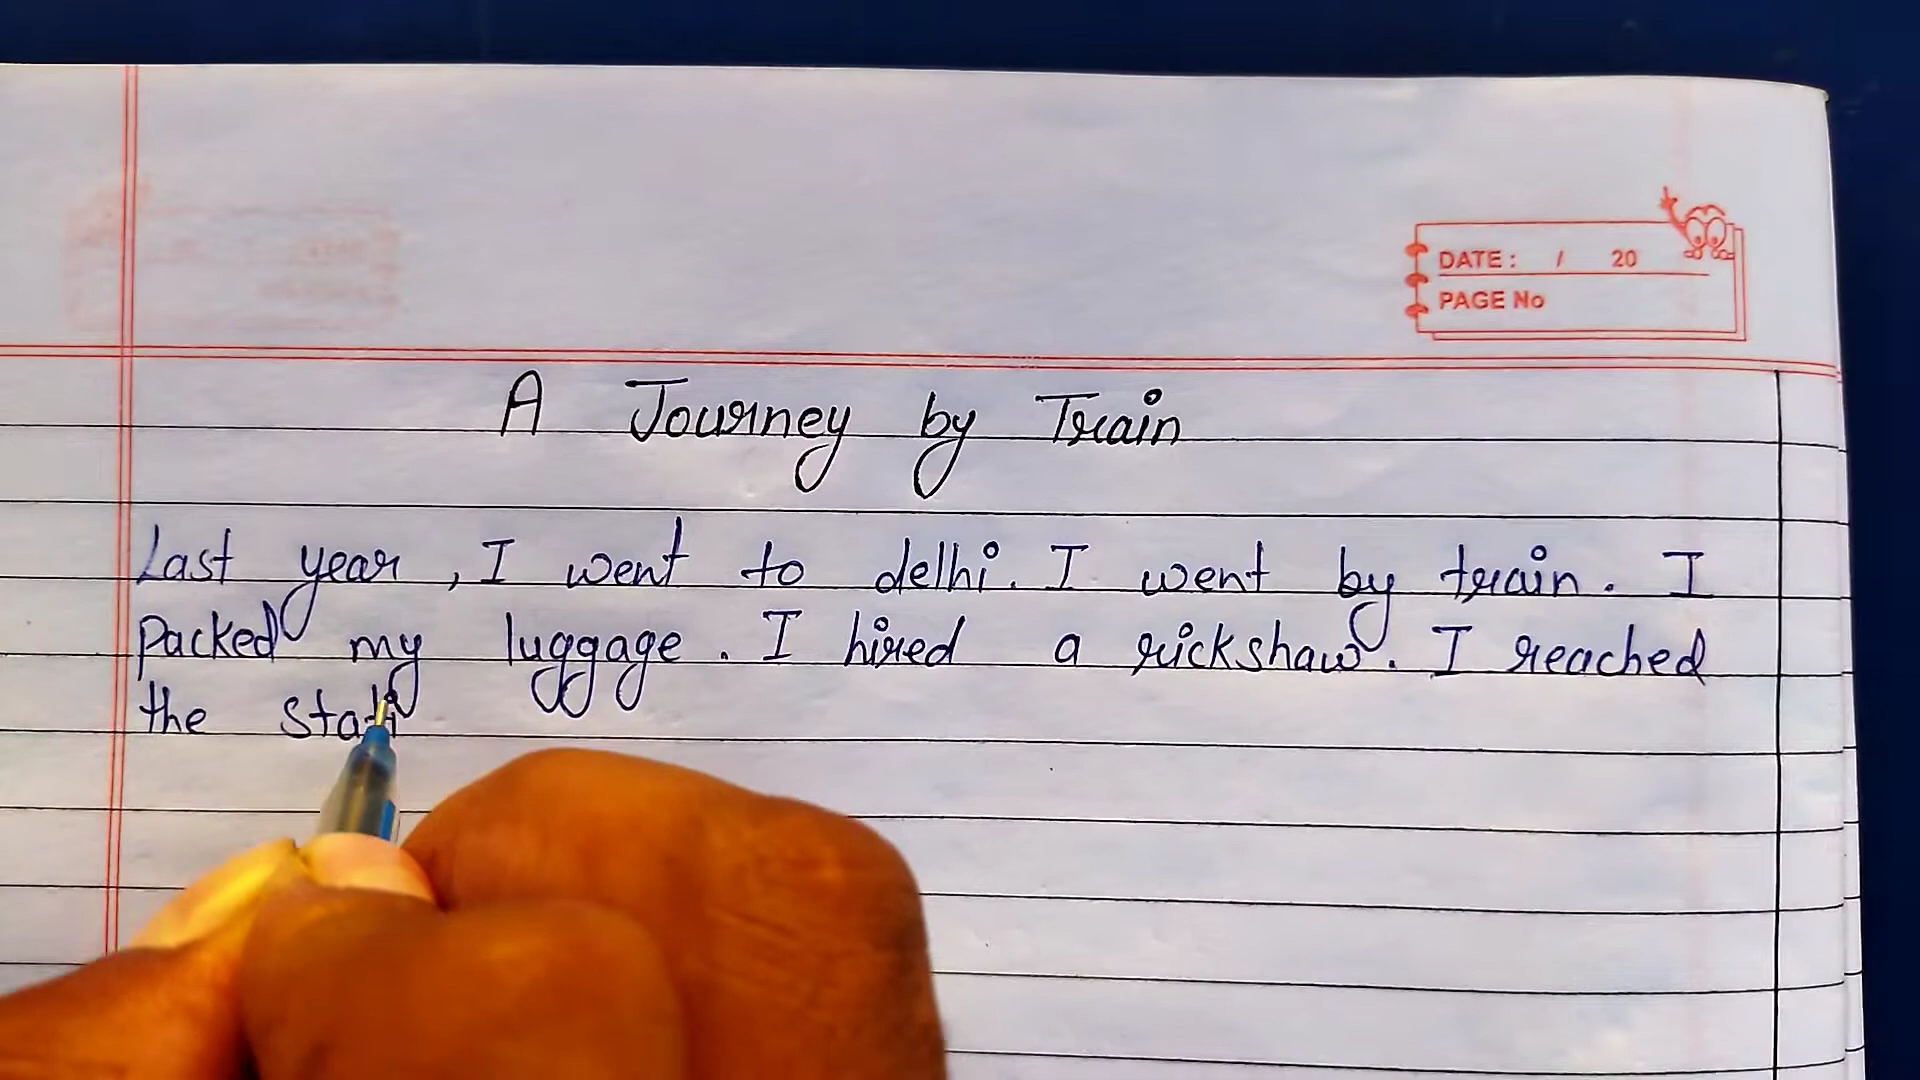 DATE : / 20
PAGE No
A Journey by Train
Last year , I went to delhi. I went by train. I
Packed my luggage . I hired a rickshaw . I reached
the stati